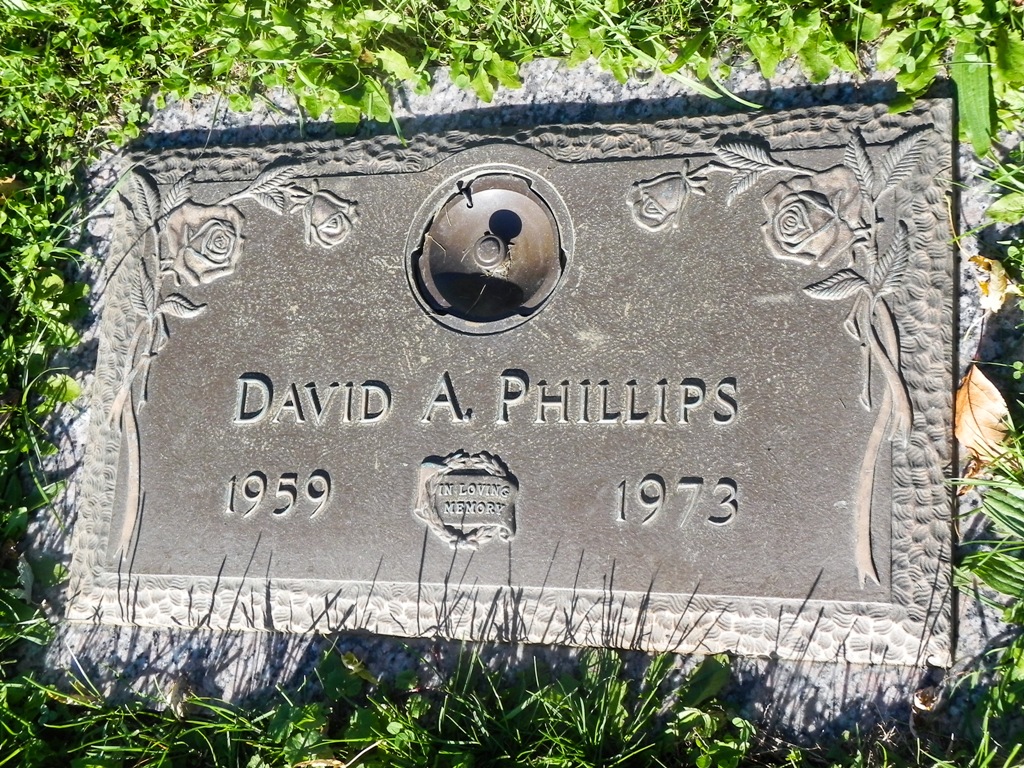 DAVID A. PHILLIPS
1959 1973
IN LOVING
MEMORY